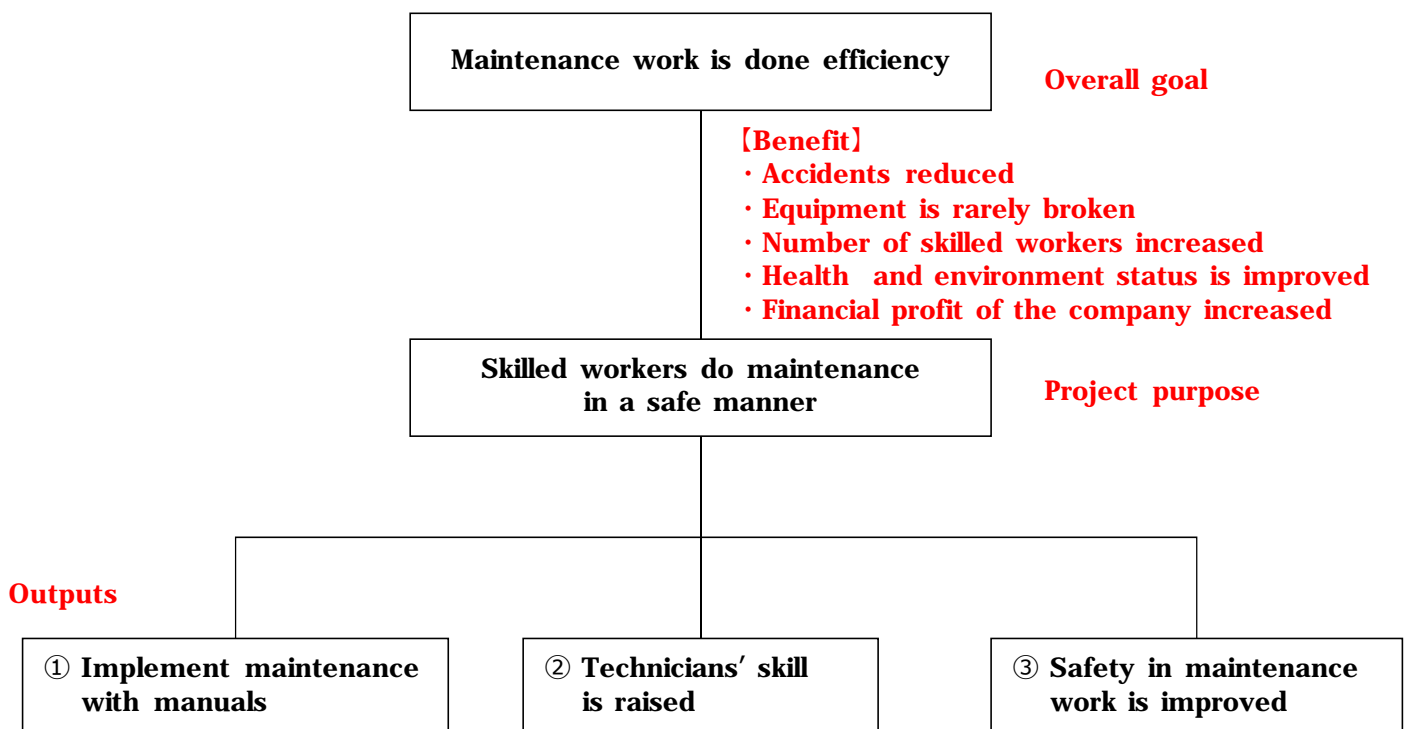 Maintenance work is done efficiency
Overall goal
【Benefit】
・Accidents reduced
・Equipment is rarely broken
・Number of skilled workers increased
・Health and environment status is improved
・Financial profit of the company increased
Skilled workers do maintenance
in a safe manner
Project purpose
Outputs
① Implement maintenance
with manuals
② Technicians′ skill
is raised
③ Safety in maintenance
work is improved